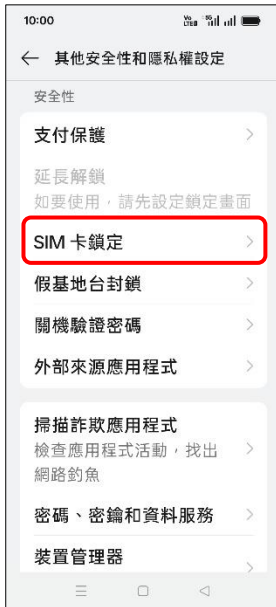 10:00
Vo LTE 5G
其他安全性和隱私權設定
安全性
支付保護
延長解鎖
如要使用，請先設定鎖定畫面
SIM 卡鎖定
假基地台封鎖
關機驗證密碼
外部來源應用程式
掃描詐欺應用程式
檢查應用程式活動，找出
網路釣魚
密碼、密鑰和資料服務
裝置管理器